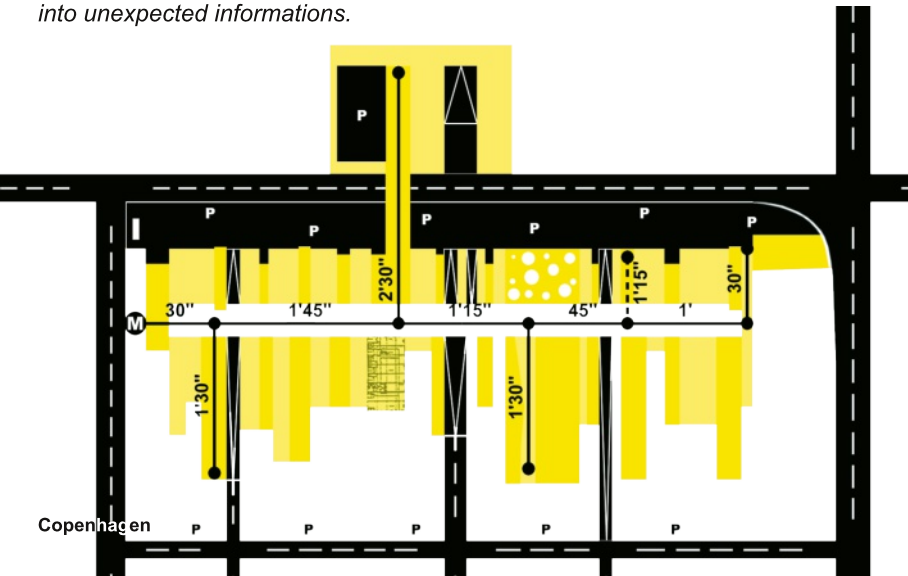 into unexpected informations.
P
P
P
P
P
P
P
2'30"
1'15"
30"
M
30"
1'45"
1'15"
45"
1'
1'30"
1'30"
Copenhagen
P
P
P
P
P